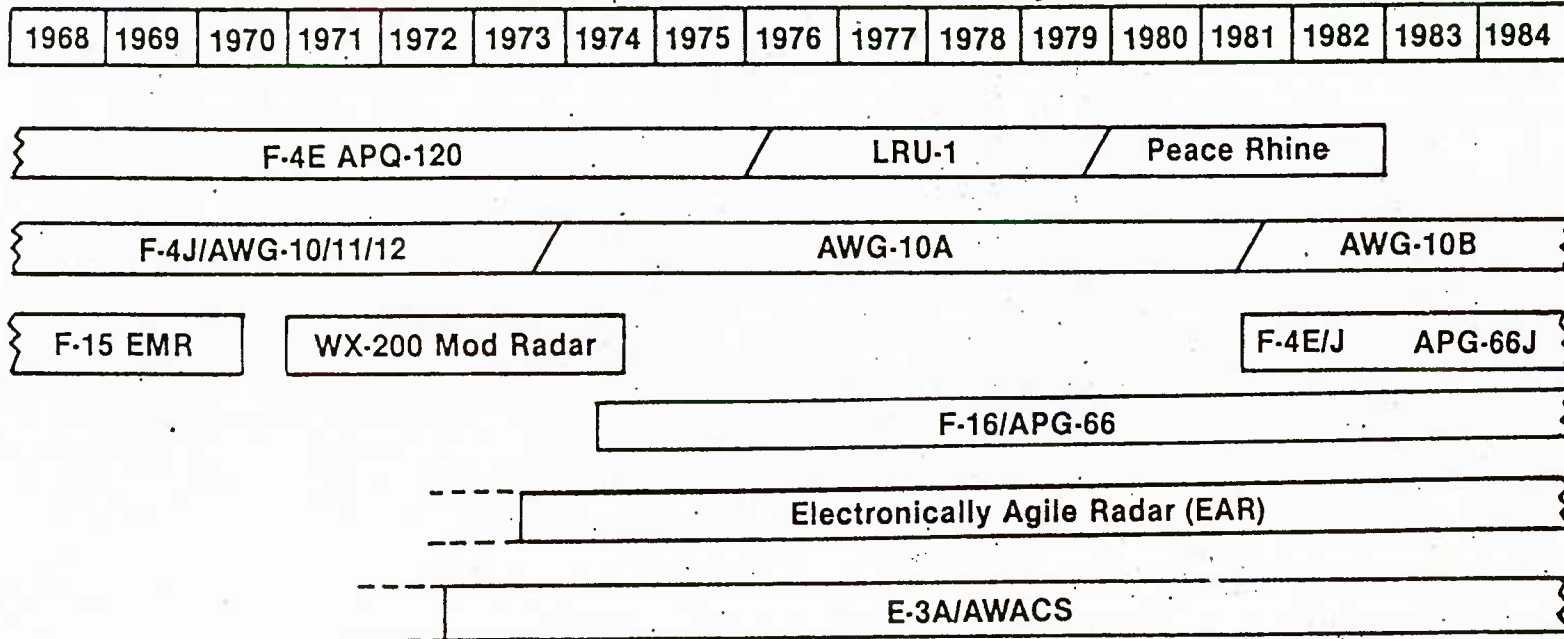 1968 1969 1970 1971 1972 1973 1974 1975 1976 1977 1978 1979 1980 1981 1982 1983 1984
F-4E APQ-120 LRU-1 Peace Rhine
F-4J/AWG-10/11/12 AWG-10A AWG-10B
F-15 EMR WX-200 Mod Radar F-4E/J APG-66J
F-16/APG-66
Electronically Agile Radar (EAR)
E-3A/AWACS